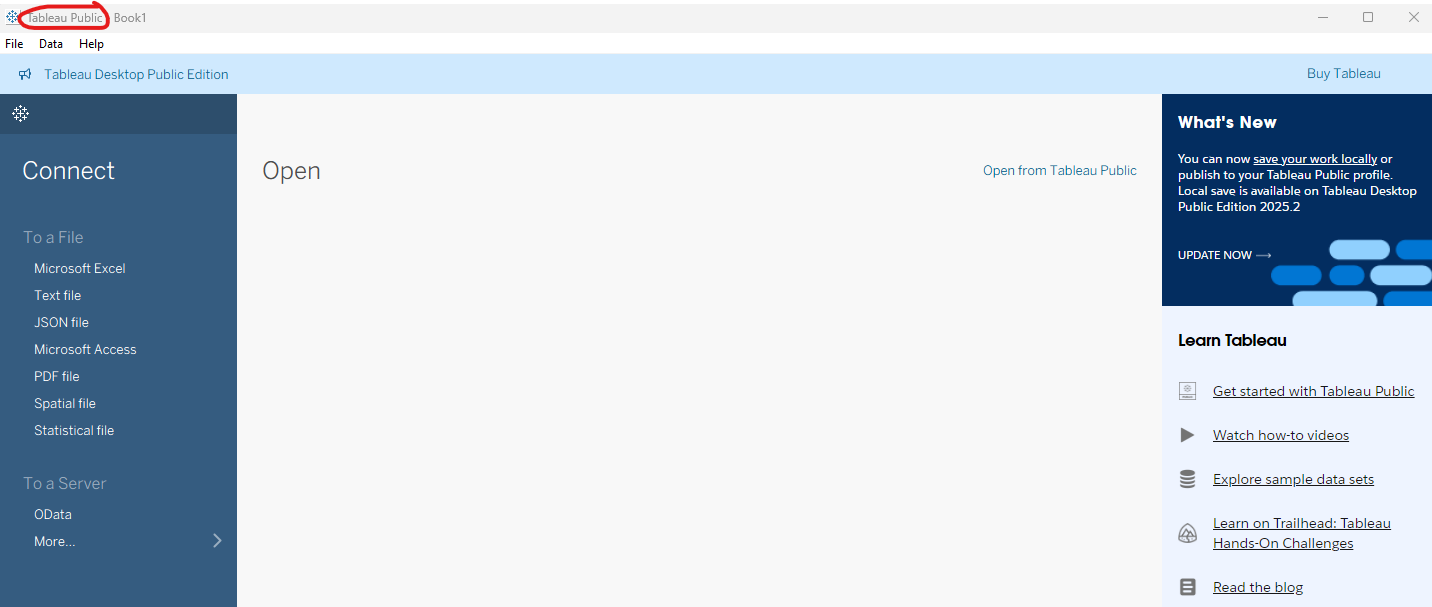 Tableau Public - Book1
File Data Help
Tableau Desktop Public Edition
Buy Tableau
Connect
To a File
Microsoft Excel
Text file
JSON file
Microsoft Access
PDF file
Spatial file
Statistical file
To a Server
OData
More...
Open
Open from Tableau Public
What's New
You can now save your work locally or
publish to your Tableau Public profile.
Local save is available on Tableau Desktop
Public Edition 2025.2
UPDATE NOW →
Learn Tableau
Get started with Tableau Public
Watch how-to videos
Explore sample data sets
Learn on Trailhead: Tableau
Hands-On Challenges
Read the blog